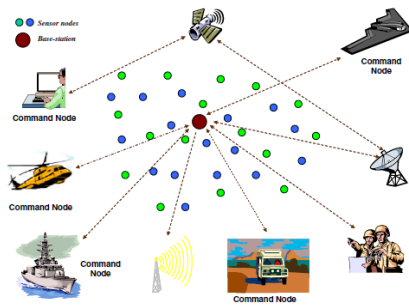 Sensor nodes
Base-station
Command
Node
Command Node
Command Node
Command
Node
Command
Node